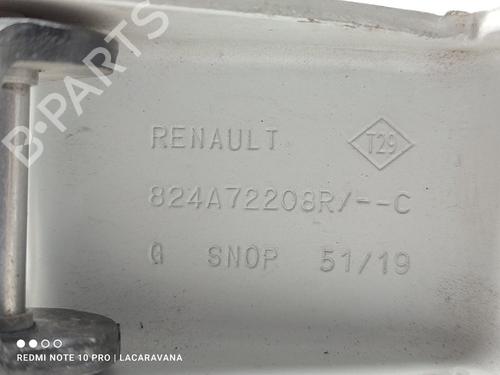 B-PARTS
RENAULT
T29
824A72208R/--C
G SNOP 51/19
REDMI NOTE 10 PRO | LACARAVANA